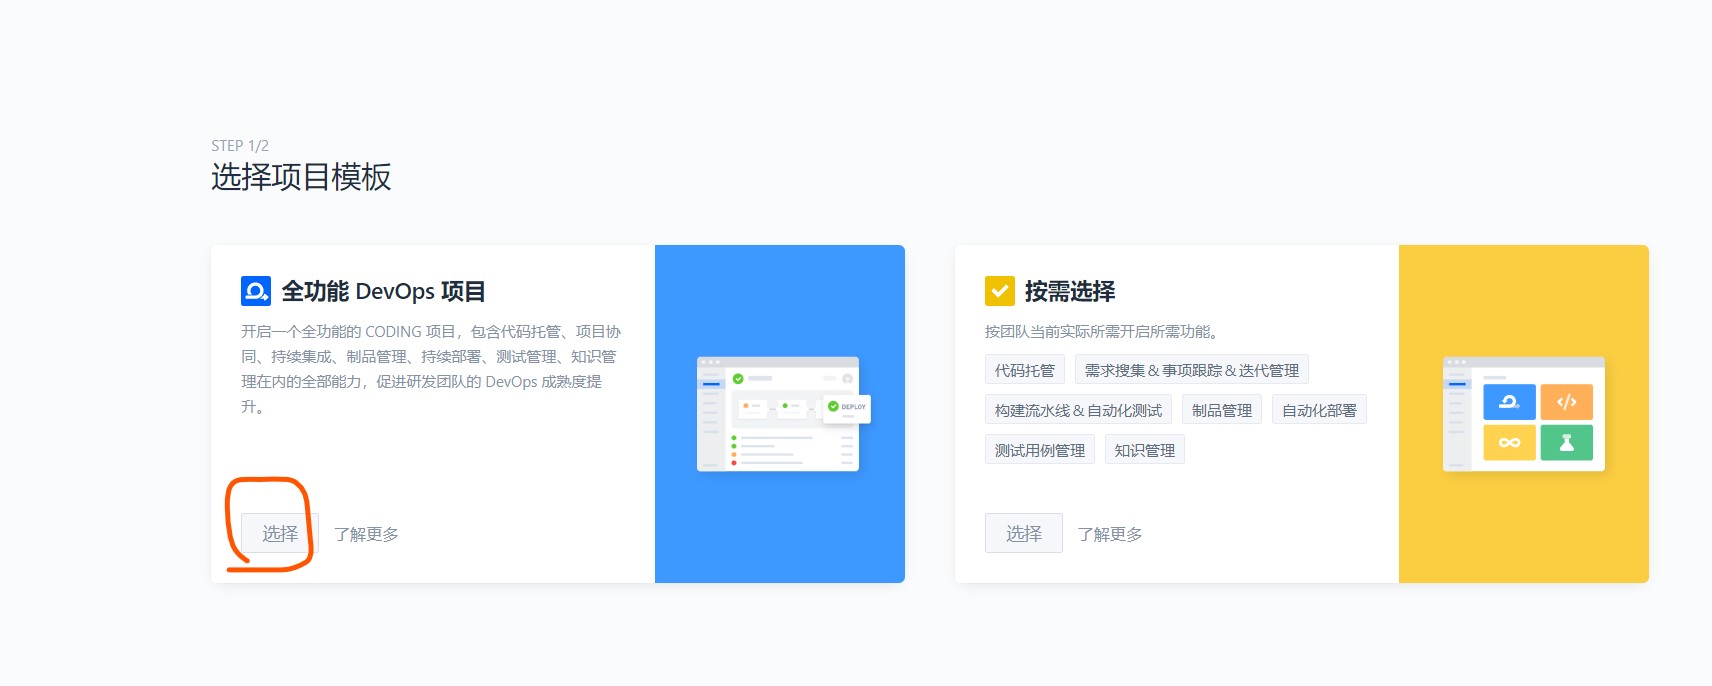 STEP 1/2
选择项目模板
全功能 DevOps 项目
开启一个全功能的 CODING 项目，包含代码托管、项目协
同、持续集成、制品管理、持续部署、测试管理、知识管
理在内的全部能力，促进研发团队的 DevOps 成熟度提
升。
选择
了解更多
DEPLOY
按需选择
按团队当前实际所需开启所需功能。
代码托管
需求搜集 & 事项跟踪 & 迭代管理
构建流水线 & 自动化测试
制品管理
自动化部署
测试用例管理
知识管理
选择
了解更多